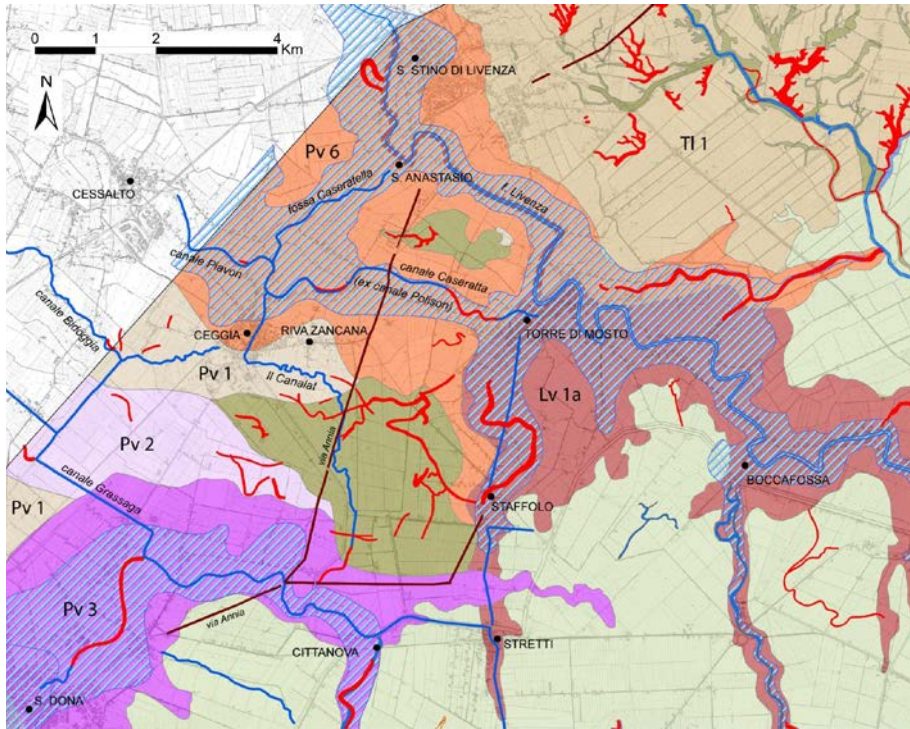 0 1 2 4
Km
N
S. STINO DI LIVENZA
Pv 6
Tl 1
CESSALTO
S. ANASTASIO
fossa Caseratella
f. Livenza
canale Piavon
canale Caseratta
(ex canale Polison)
canale Bidoggia
CEGGIA
RIVA ZANCANA
TORRE DI MOSTO
Pv 1
Il Canalat
Lv 1a
Pv 2
via Annia
canale Grassaga
BOCCAFOSSA
Pv 1
STAFFOLO
Pv 3
via Annia
CITTANOVA
STRETTI
S. DONA